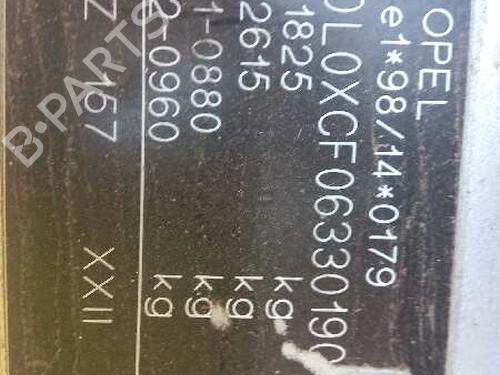 OPEL
e1*98/14*0179
0L0XCF06330190
1825 kg
2615 kg
1-0880 kg
2-0960 kg
Z 157 XXII
B-PARTS